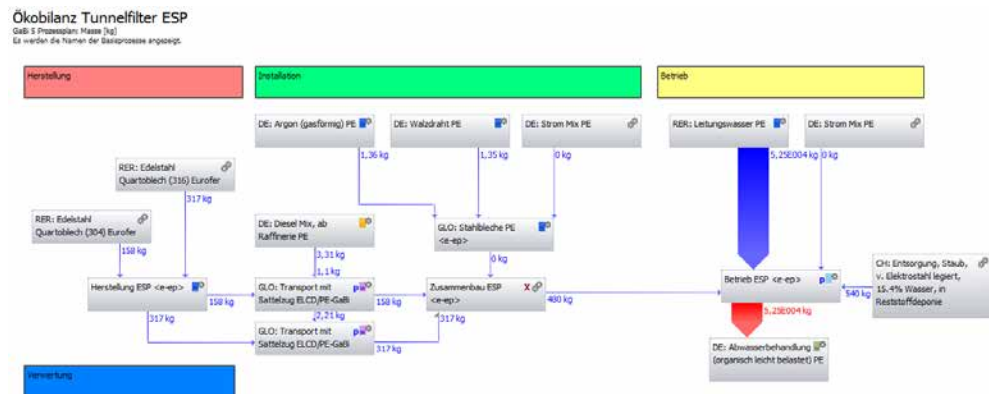 Ökobilanz Tunnelfilter ESP
GaBi 5 Prozessplan: Masse [kg]
Es werden die Namen der Basisprozesse angezeigt.
Herstellung
Installation
Betrieb
DE: Argon (gasförmig) PE
DE: Walzdraht PE
DE: Strom Mix PE
RER: Leitungswasser PE
DE: Strom Mix PE
1,36 kg
1,35 kg
0 kg
5,25E004 kg
0 kg
RER: Edelstahl
Quartoblech (316) Eurofer
317 kg
RER: Edelstahl
Quartoblech (304) Eurofer
158 kg
DE: Diesel Mix, ab
Raffinerie PE
3,31 kg
1,1 kg
GLO: Stahlbleche PE
<e-ep>
0 kg
Herstellung ESP <e-ep>
158 kg
317 kg
GLO: Transport mit
Sattelzug ELCD/PE-GaBi
158 kg
2,21 kg
GLO: Transport mit
Sattelzug ELCD/PE-GaBi
317 kg
Zusammenbau ESP
<e-ep>
X
317 kg
480 kg
Betrieb ESP <e-ep>
p
540 kg
CH: Entsorgung, Staub,
v. Elektrostahl legiert,
15.4% Wasser, in
Reststoffdeponie
5,25E004 kg
DE: Abwasserbehandlung
(organisch leicht belastet) PE
Verwertung